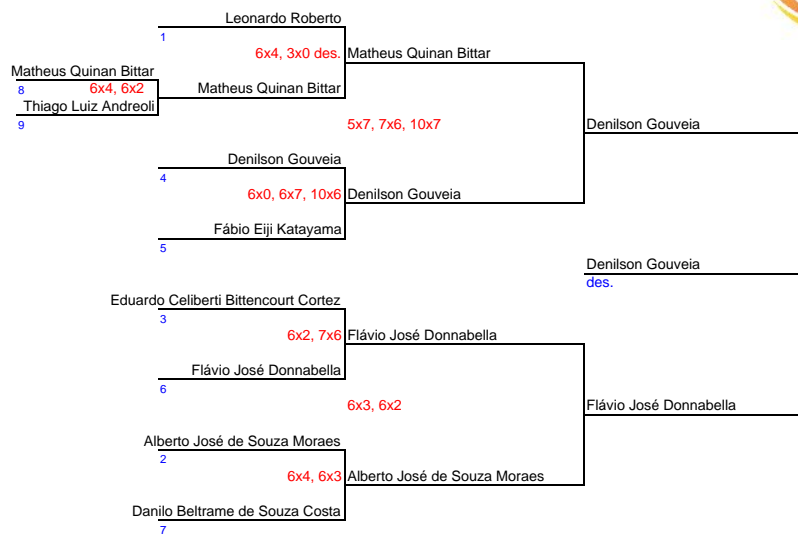 Leonardo Roberto
1
6x4, 3x0 des. Matheus Quinan Bittar
Matheus Quinan Bittar
8 6x4, 6x2 Matheus Quinan Bittar
Thiago Luiz Andreoli
9
5x7, 7x6, 10x7 Denilson Gouveia
Denilson Gouveia
4
6x0, 6x7, 10x6 Denilson Gouveia
Fábio Eiji Katayama
5
Denilson Gouveia
des.
Eduardo Celiberti Bittencourt Cortez
3
6x2, 7x6 Flávio José Donnabella
Flávio José Donnabella
6
6x3, 6x2 Flávio José Donnabella
Alberto José de Souza Moraes
2
6x4, 6x3 Alberto José de Souza Moraes
Danilo Beltrame de Souza Costa
7